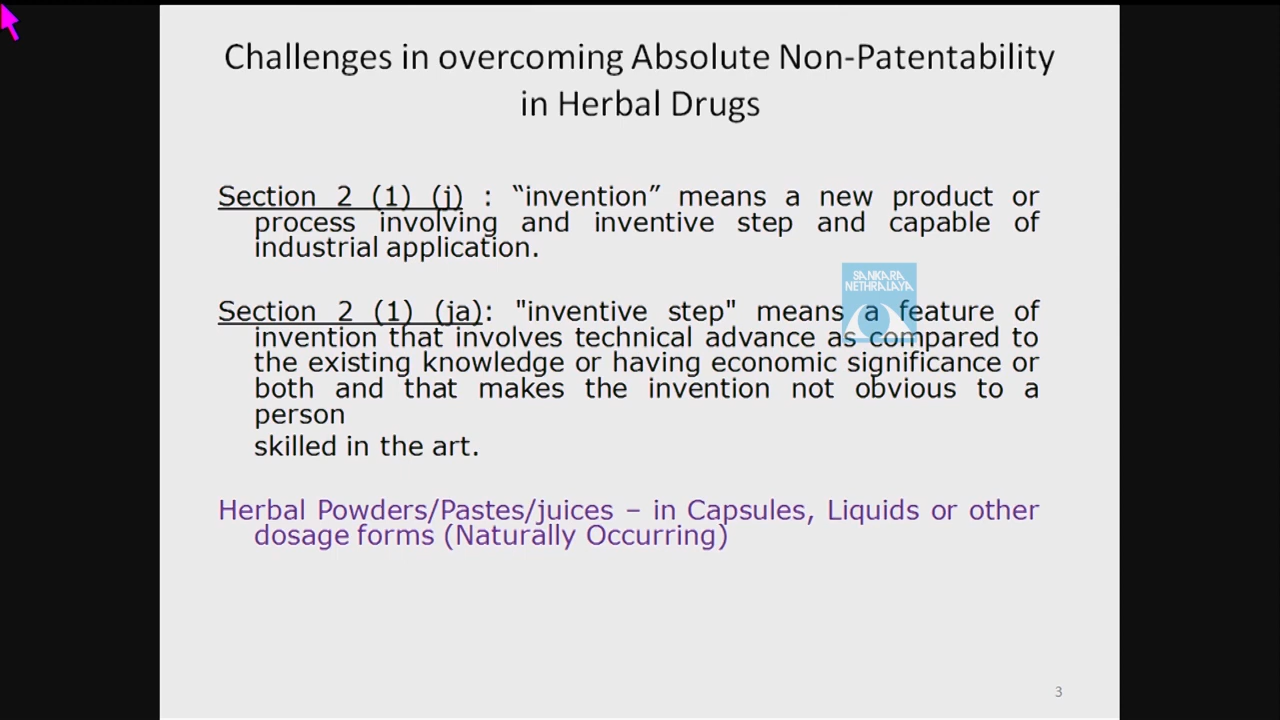 Challenges in overcoming Absolute Non-Patentability
in Herbal Drugs
Section 2 (1) (j) : “invention” means a new product or
process involving and inventive step and capable of
industrial application.
SANKARA
NETHRALAYA
Section 2 (1) (ja): "inventive step" means a feature of
invention that involves technical advance as compared to
the existing knowledge or having economic significance or
both and that makes the invention not obvious to a
person
skilled in the art.
Herbal Powders/Pastes/juices – in Capsules, Liquids or other
dosage forms (Naturally Occurring)
3